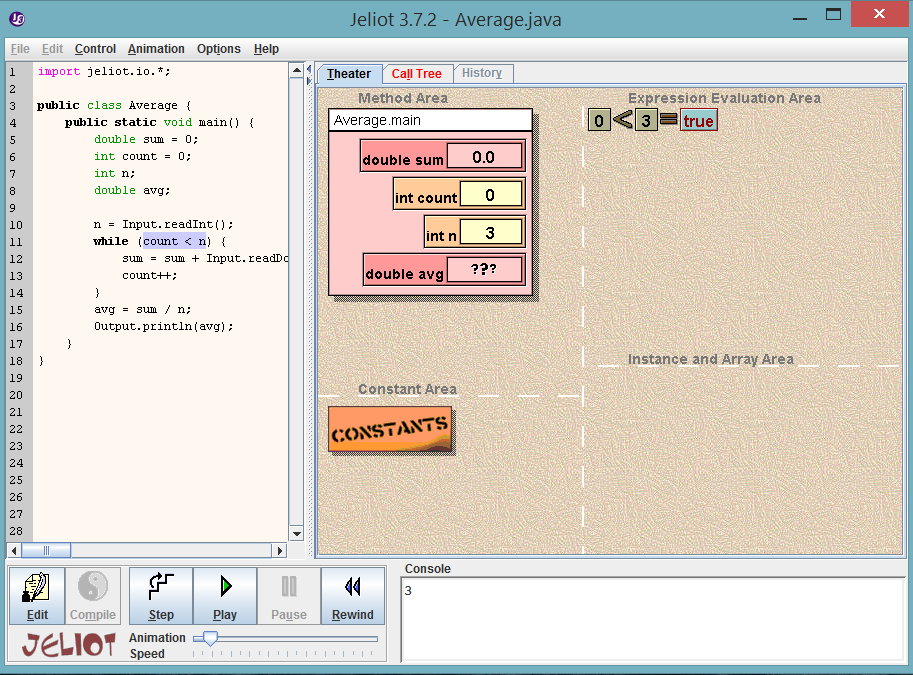 Jeliot 3.7.2 - Average.java
File Edit Control Animation Options Help
1 import jeliot.io.*;
2
3 public class Average {
4 public static void main() {
5 double sum = 0;
6 int count = 0;
7 int n;
8 double avg;
9
10 n = Input.readInt();
11 while (count < n) {
12 sum = sum + Input.readDo
13 count++;
14 }
15 avg = sum / n;
16 Output.println(avg);
17 }
18 }
19
20
21
22
23
24
25
26
27
28
Theater Call Tree History
Method Area
Average.main
double sum 0.0
int count 0
int n 3
double avg ???
Expression Evaluation Area
0 < 3 = true
Constant Area
CONSTANTS
Instance and Array Area
Edit Compile Step Play Pause Rewind
JELIOT
Animation
Speed
Console
3